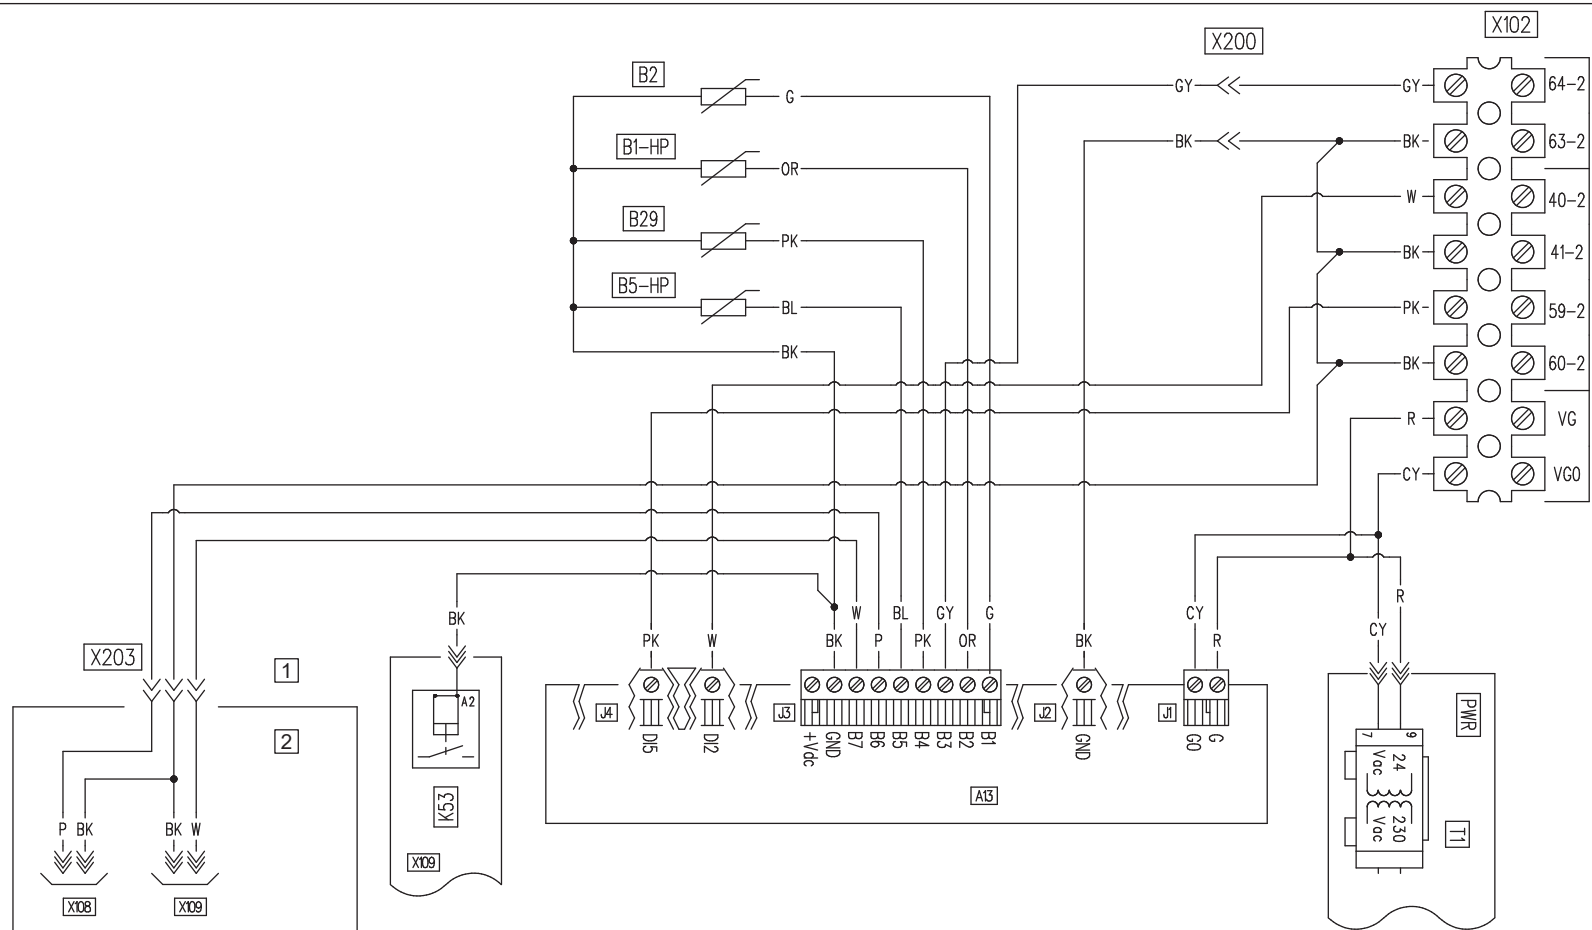 X102
X200
B2
GY
GY
64-2
G
B1-HP
BK
BK
63-2
OR
W
40-2
B29
PK
BK
41-2
B5-HP
BL
PK
59-2
BK
BK
60-2
R
VG
CY
VG0
BK
W
P
BL
PK
GY
OR
G
BK
PK
W
BK
CY
R
CY
R
X203
1
2
A2
K53
X109
J4
DI5
DI2
J3
+Vdc
GND
B7
B6
B5
B4
B3
B2
B1
J2
GND
J1
G0
G
A13
PWR
7
9
24
Vac
230
Vac
T1
P
BK
BK
W
X108
X109